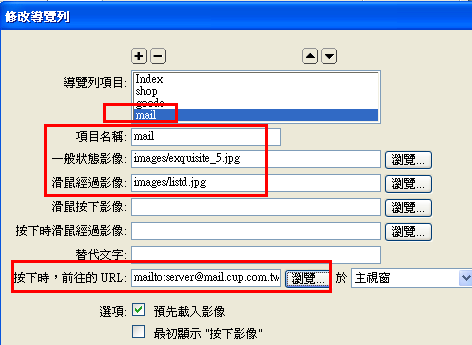 修改導覽列
導覽列項目:
Index
shop
goods
mail
項目名稱: mail
一般狀態影像: images/exquisite_5.jpg 瀏覽...
滑鼠經過影像: images/listd.jpg 瀏覽...
滑鼠按下影像: 瀏覽...
按下時滑鼠經過影像: 瀏覽...
替代文字:
按下時，前往的 URL: mailto:server@mail.cup.com.tw 瀏覽... 於 主視窗
選項: 預先載入影像
最初顯示 "按下影像"